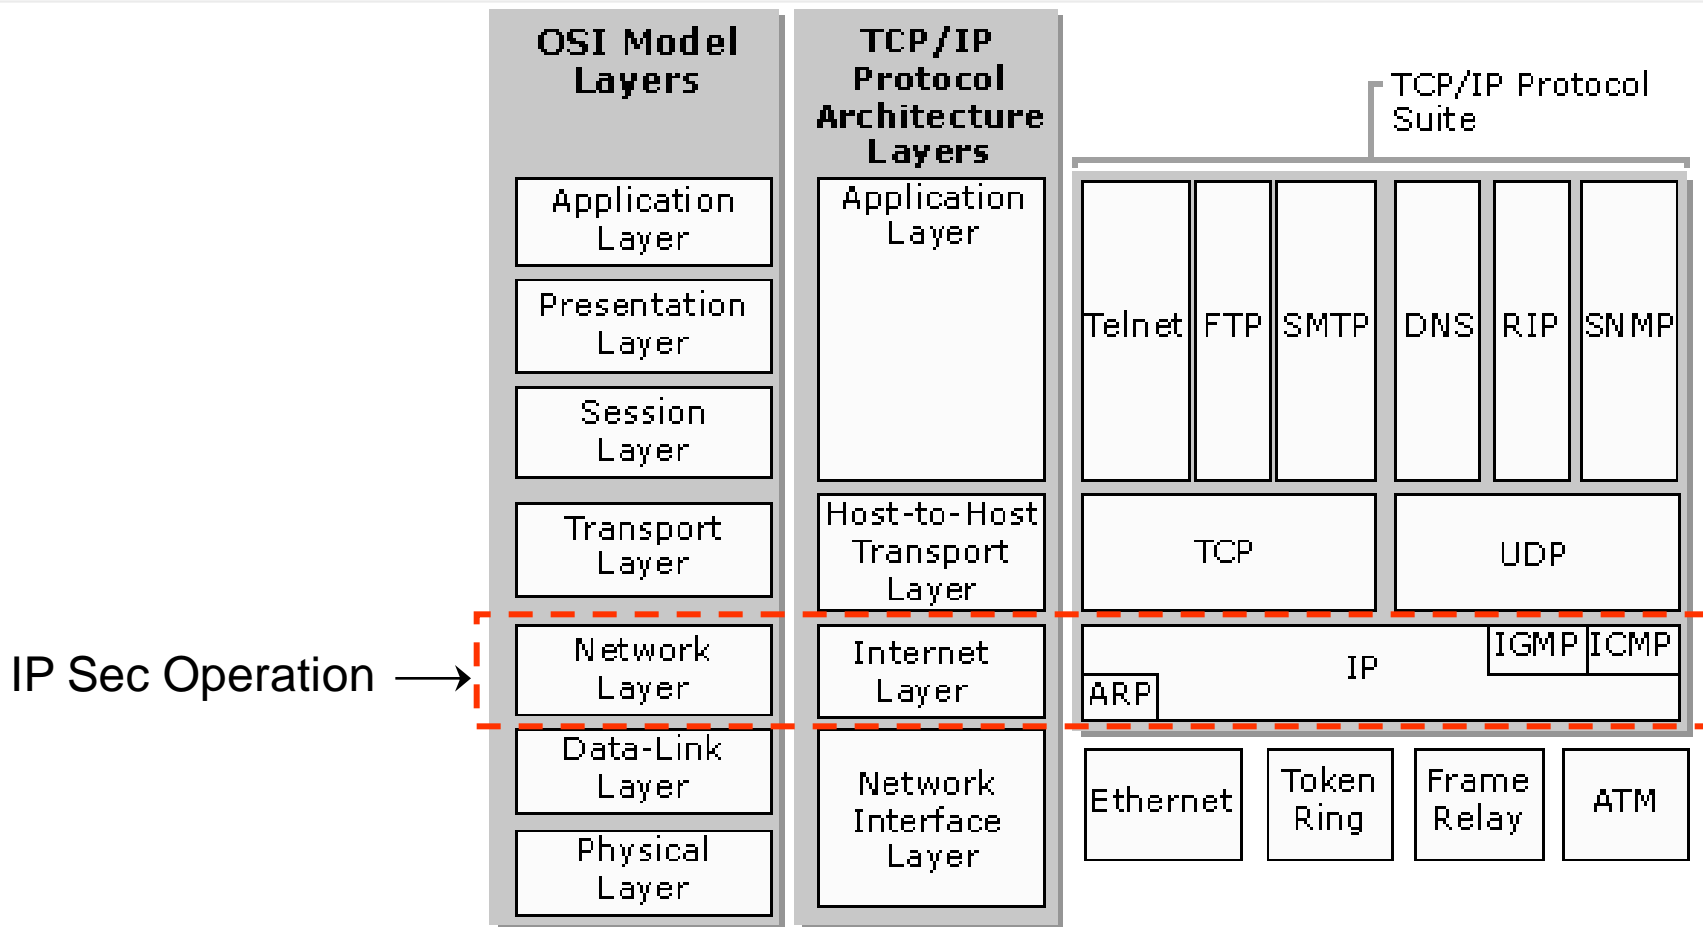 OSI Model
Layers
TCP/IP
Protocol
Architecture
Layers
TCP/IP Protocol
Suite
Application
Layer
Presentation
Layer
Session
Layer
Transport
Layer
Network
Layer
Data-Link
Layer
Physical
Layer
Application
Layer
Host-to-Host
Transport
Layer
Internet
Layer
Network
Interface
Layer
Telnet
FTP
SMTP
DNS
RIP
SNMP
TCP
UDP
IP
IGMP
ICMP
ARP
Ethernet
Token
Ring
Frame
Relay
ATM
IP Sec Operation